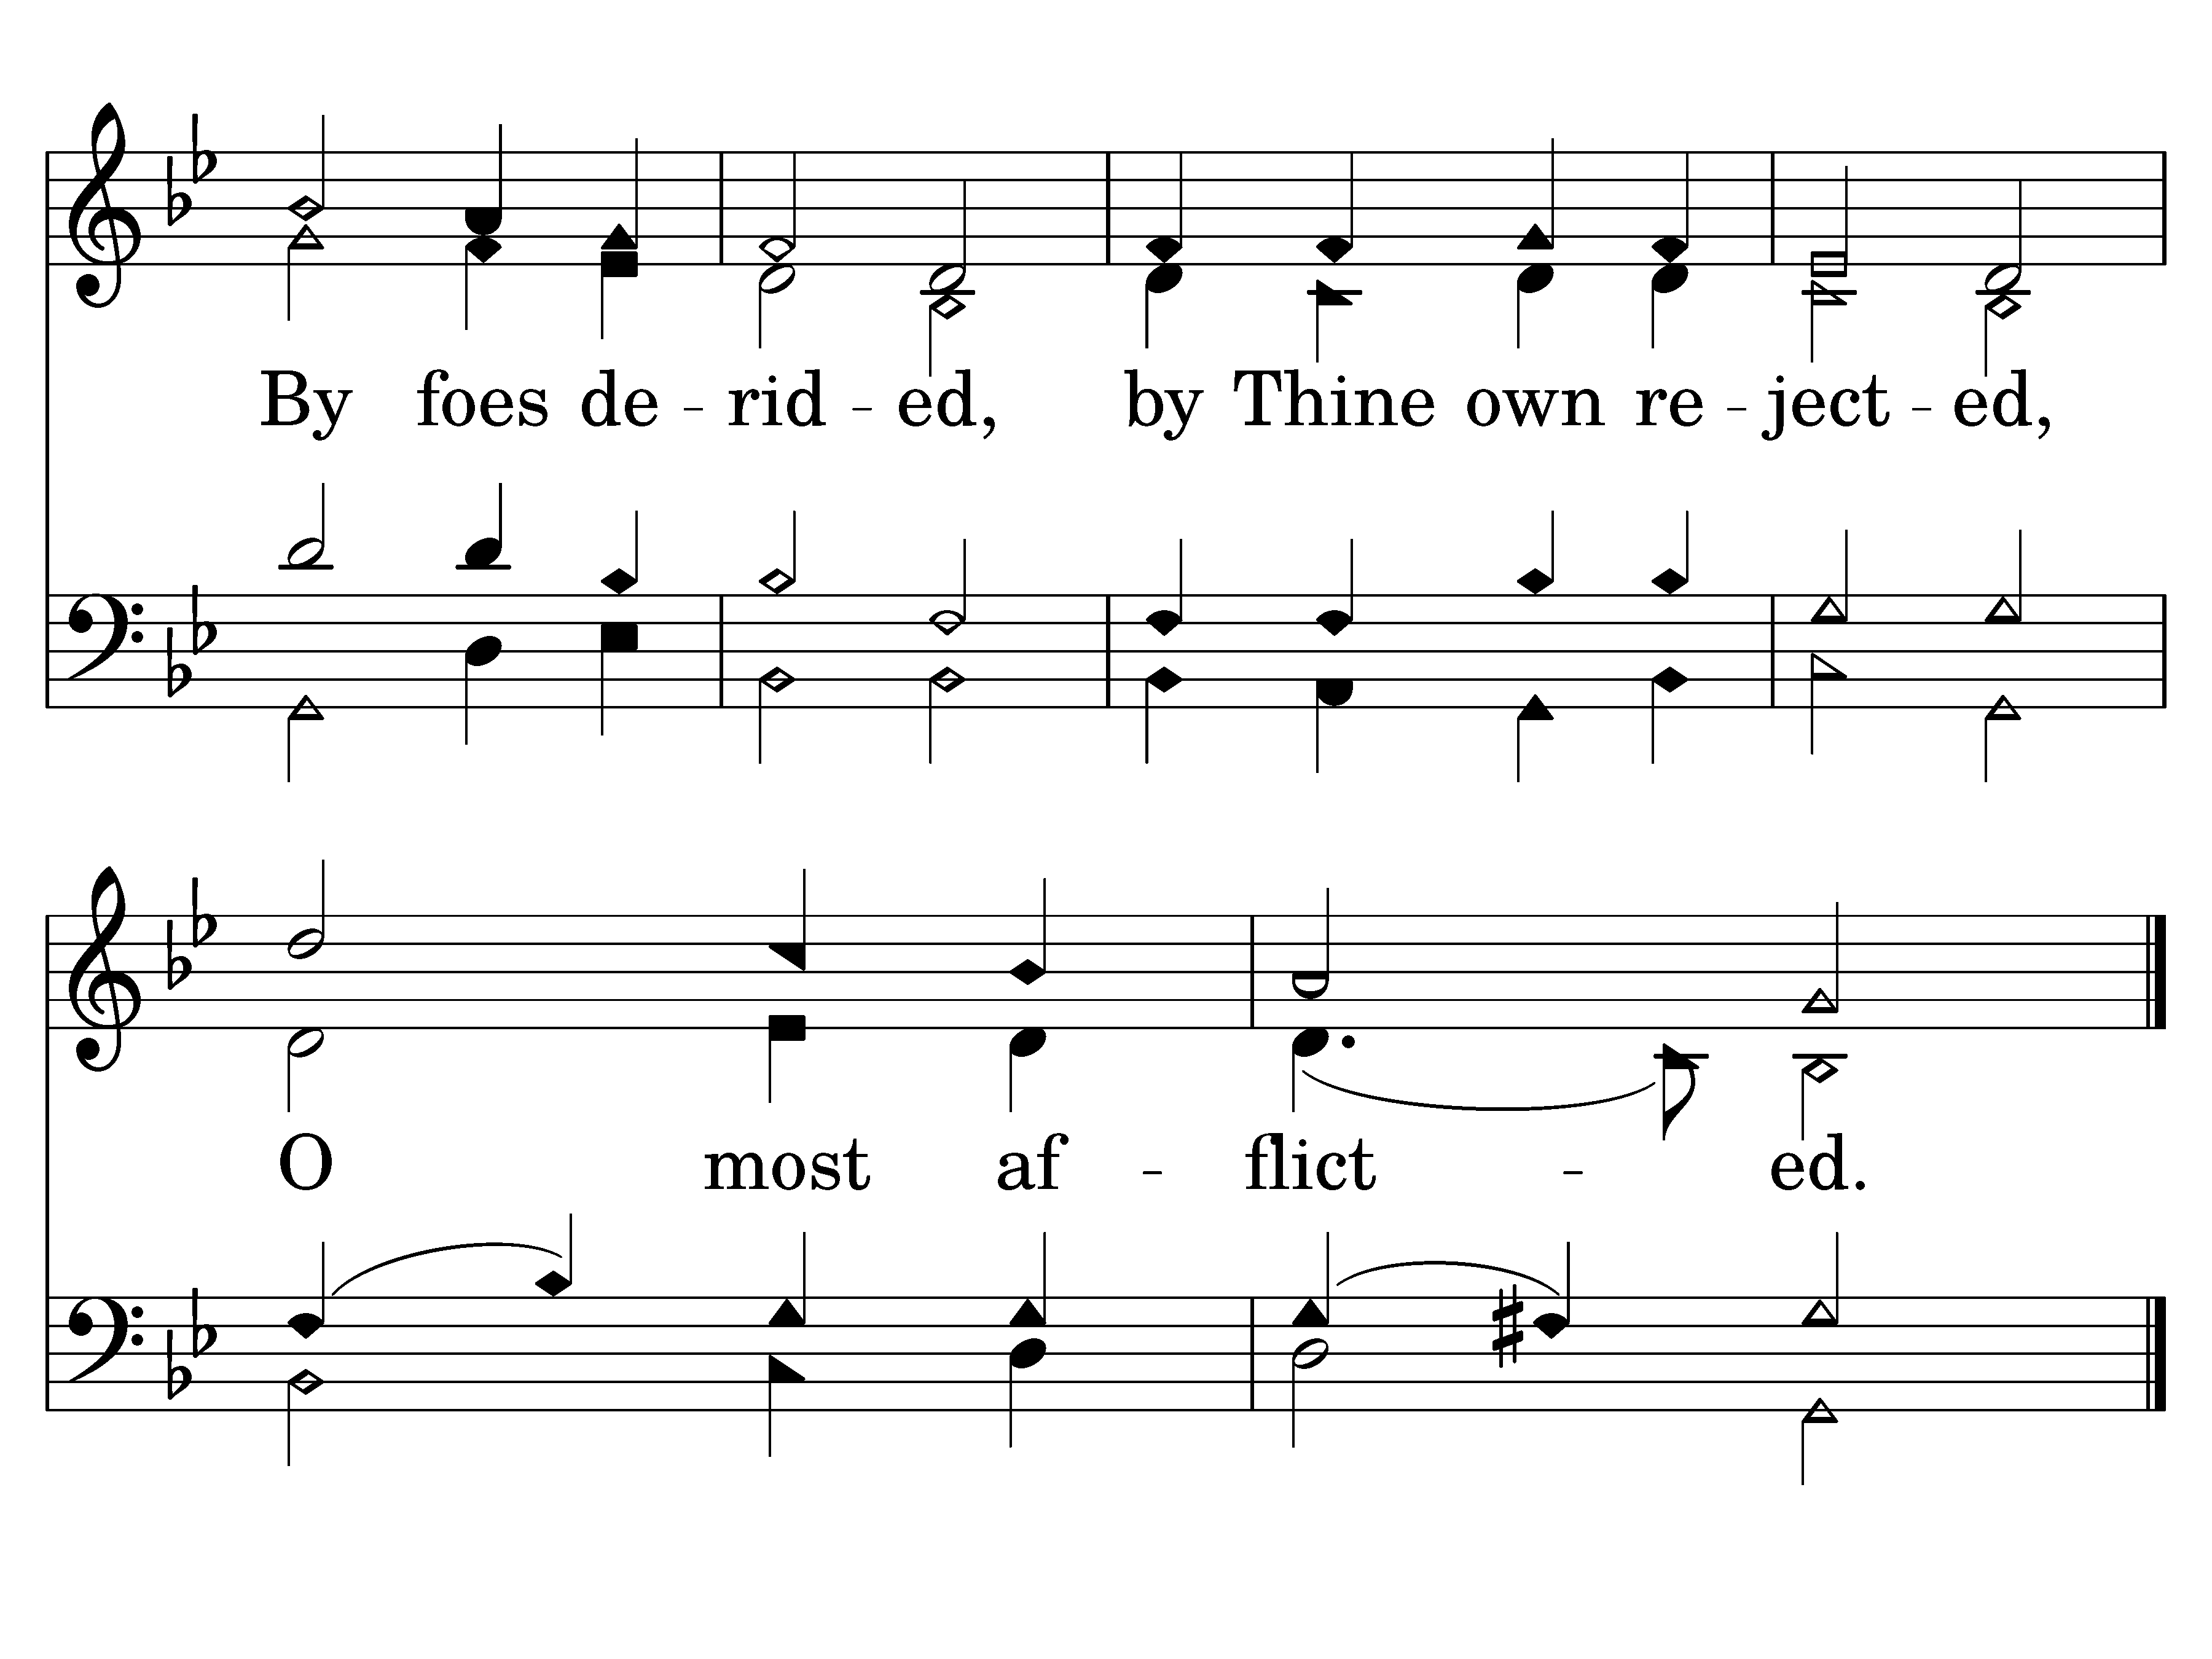 By foes de - rid - ed, by Thine own re - ject - ed,
O most af - flict - ed.